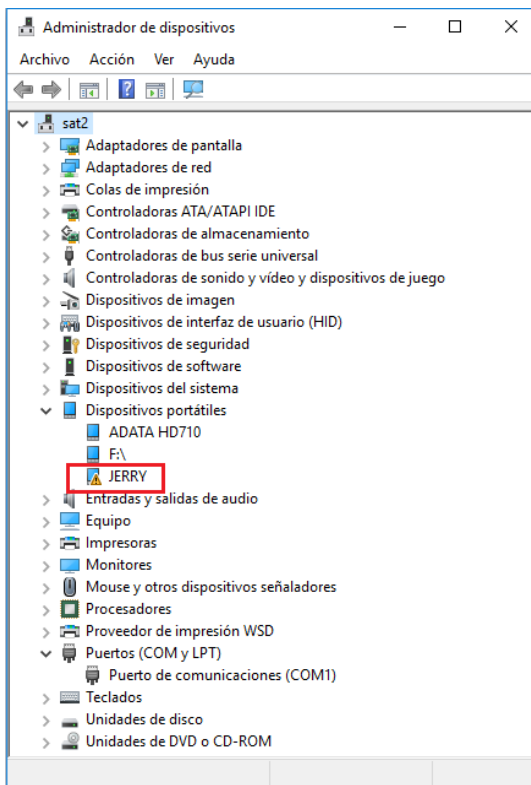 Administrador de dispositivos
Archivo Acción Ver Ayuda
sat2
Adaptadores de pantalla
Adaptadores de red
Colas de impresión
Controladoras ATA/ATAPI IDE
Controladoras de almacenamiento
Controladoras de bus serie universal
Controladoras de sonido y vídeo y dispositivos de juego
Dispositivos de imagen
Dispositivos de interfaz de usuario (HID)
Dispositivos de seguridad
Dispositivos de software
Dispositivos del sistema
Dispositivos portátiles
ADATA HD710
F:\
JERRY
Entradas y salidas de audio
Equipo
Impresoras
Monitores
Mouse y otros dispositivos señaladores
Procesadores
Proveedor de impresión WSD
Puertos (COM y LPT)
Puerto de comunicaciones (COM1)
Teclados
Unidades de disco
Unidades de DVD o CD-ROM